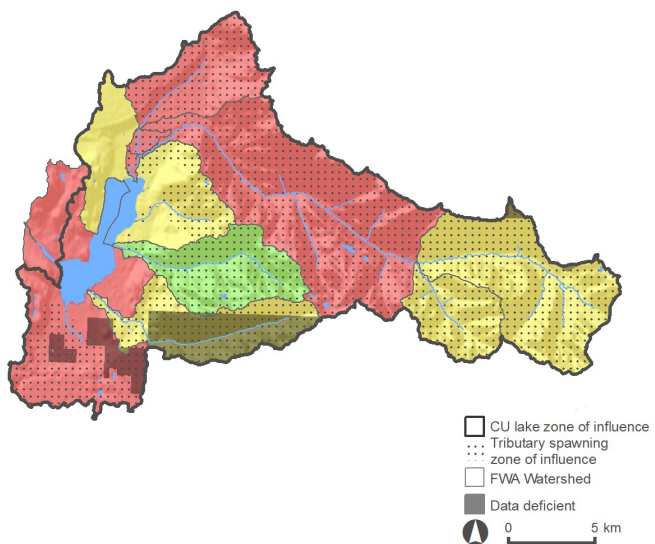 CU lake zone of influence
Tributary spawning
zone of influence
FWA Watershed
Data deficient
0 5 km